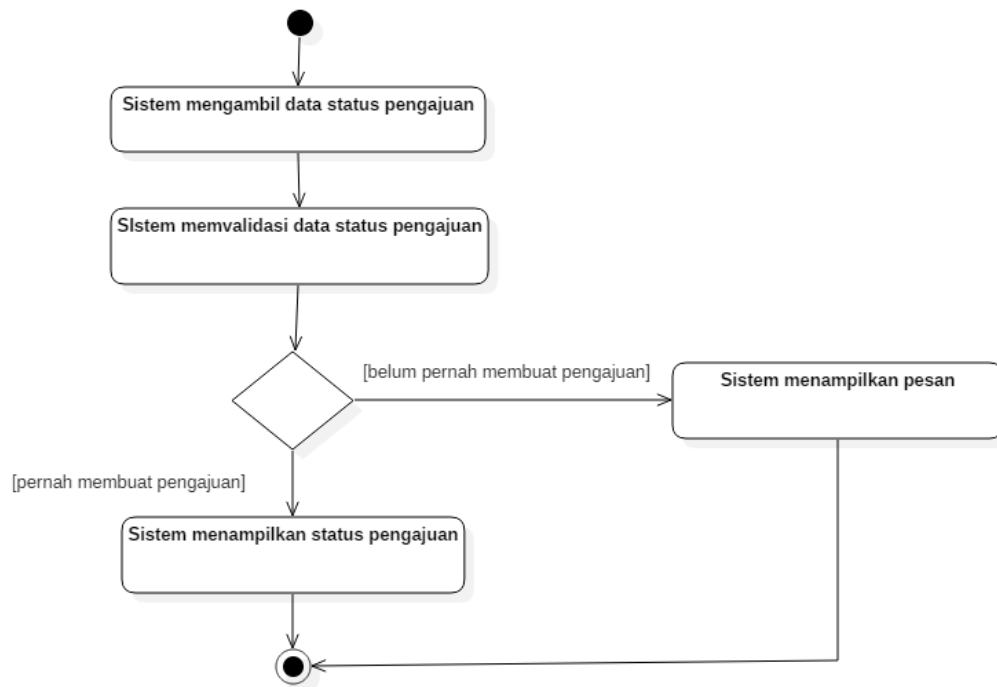 Sistem mengambil data status pengajuan
SIstem memvalidasi data status pengajuan
[belum pernah membuat pengajuan]
Sistem menampilkan pesan
[pernah membuat pengajuan]
Sistem menampilkan status pengajuan